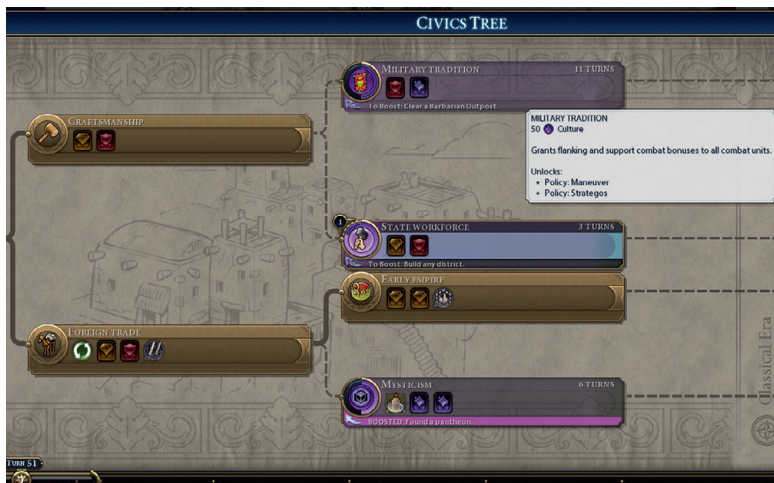 CIVICS TREE
MILITARY TRADITION 11 TURNS
To Boost: Clear a Barbarian Outpost.
CRAFTSMANSHIP
MILITARY TRADITION
50 Culture
Grants flanking and support combat bonuses to all combat units.
Unlocks:
• Policy: Maneuver
• Policy: Strategos
1
STATE WORKFORCE 3 TURNS
To Boost: Build any district.
EARLY EMPIRE
FOREIGN TRADE
Classical Era
MYSTICISM 6 TURNS
BOOSTED: Found a pantheon.
TURN 51